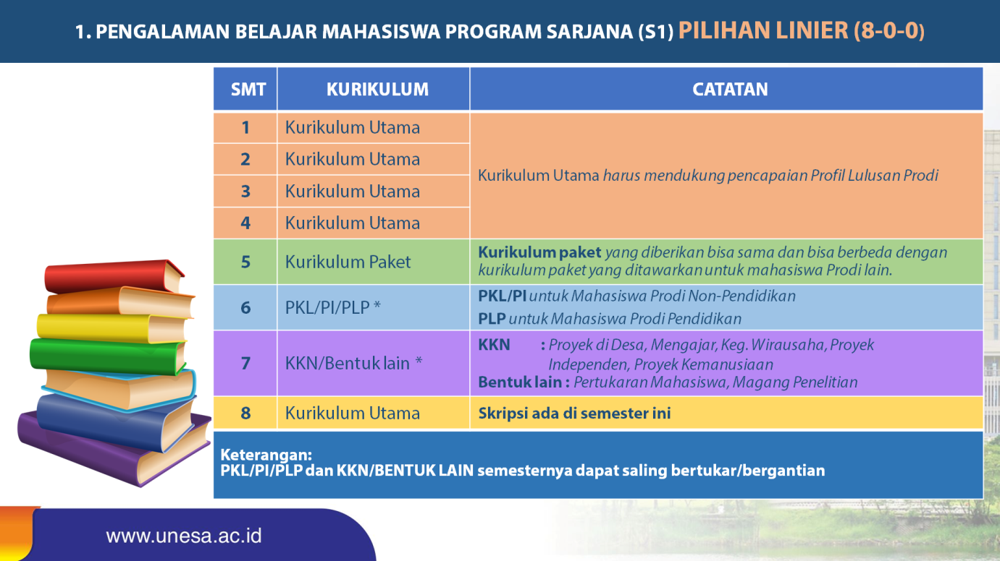 1. PENGALAMAN BELAJAR MAHASISWA PROGRAM SARJANA (S1) PILIHAN LINIER (8-0-0)
SMT KURIKULUM CATATAN
1 Kurikulum Utama
2 Kurikulum Utama
Kurikulum Utama harus mendukung pencapaian Profil Lulusan Prodi
3 Kurikulum Utama
4 Kurikulum Utama
5 Kurikulum Paket
Kurikulum paket yang diberikan bisa sama dan bisa berbeda dengan
kurikulum paket yang ditawarkan untuk mahasiswa Prodi lain.
6 PKL/PI/PLP *
PKL/PI untuk Mahasiswa Prodi Non-Pendidikan
PLP untuk Mahasiswa Prodi Pendidikan
7 KKN/Bentuk lain *
KKN : Proyek di Desa, Mengajar, Keg. Wirausaha, Proyek
Independen, Proyek Kemanusiaan
Bentuk lain : Pertukaran Mahasiswa, Magang Penelitian
8 Kurikulum Utama Skripsi ada di semester ini
Keterangan:
PKL/PI/PLP dan KKN/BENTUK LAIN semesternya dapat saling bertukar/bergantian
www.unesa.ac.id